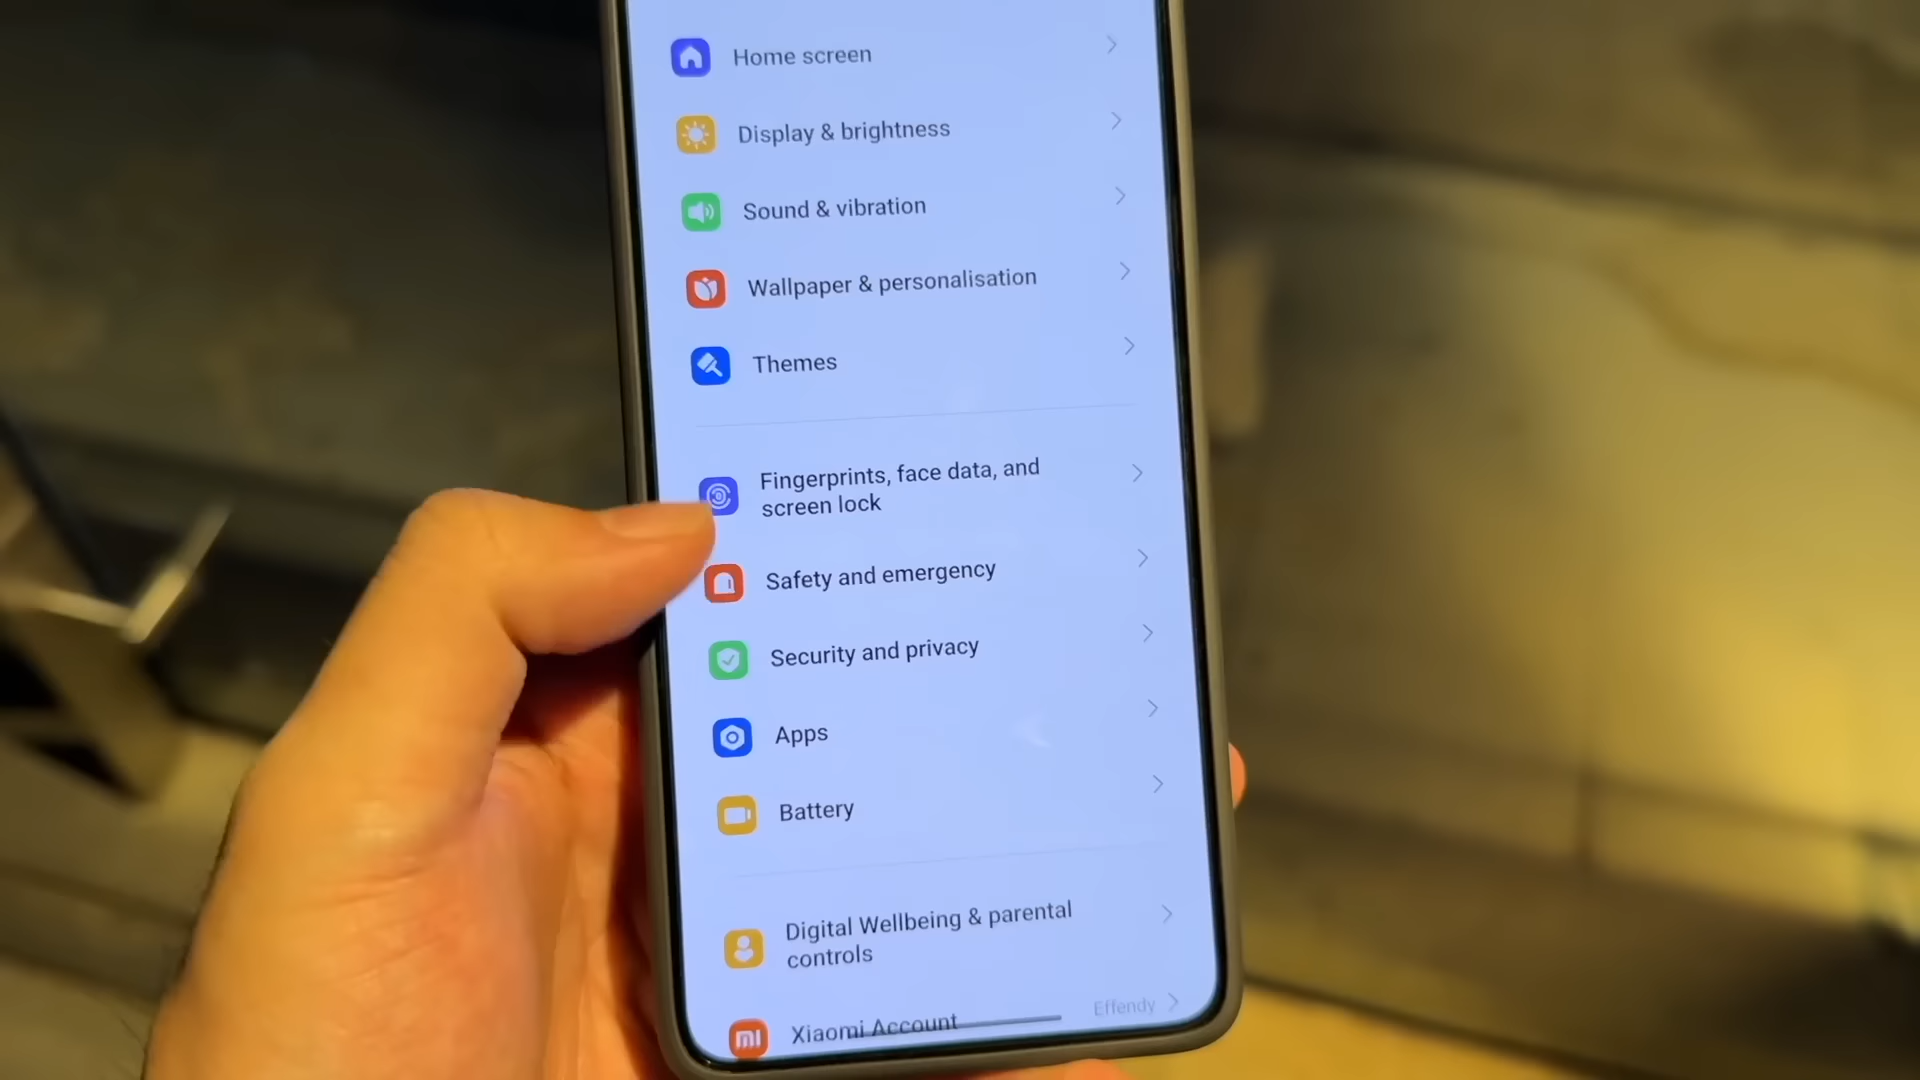 Home screen
Display & brightness
Sound & vibration
Wallpaper & personalisation
Themes
Fingerprints, face data, and
screen lock
Safety and emergency
Security and privacy
Apps
Battery
Digital Wellbeing & parental
controls
Xiaomi Account
Effendy